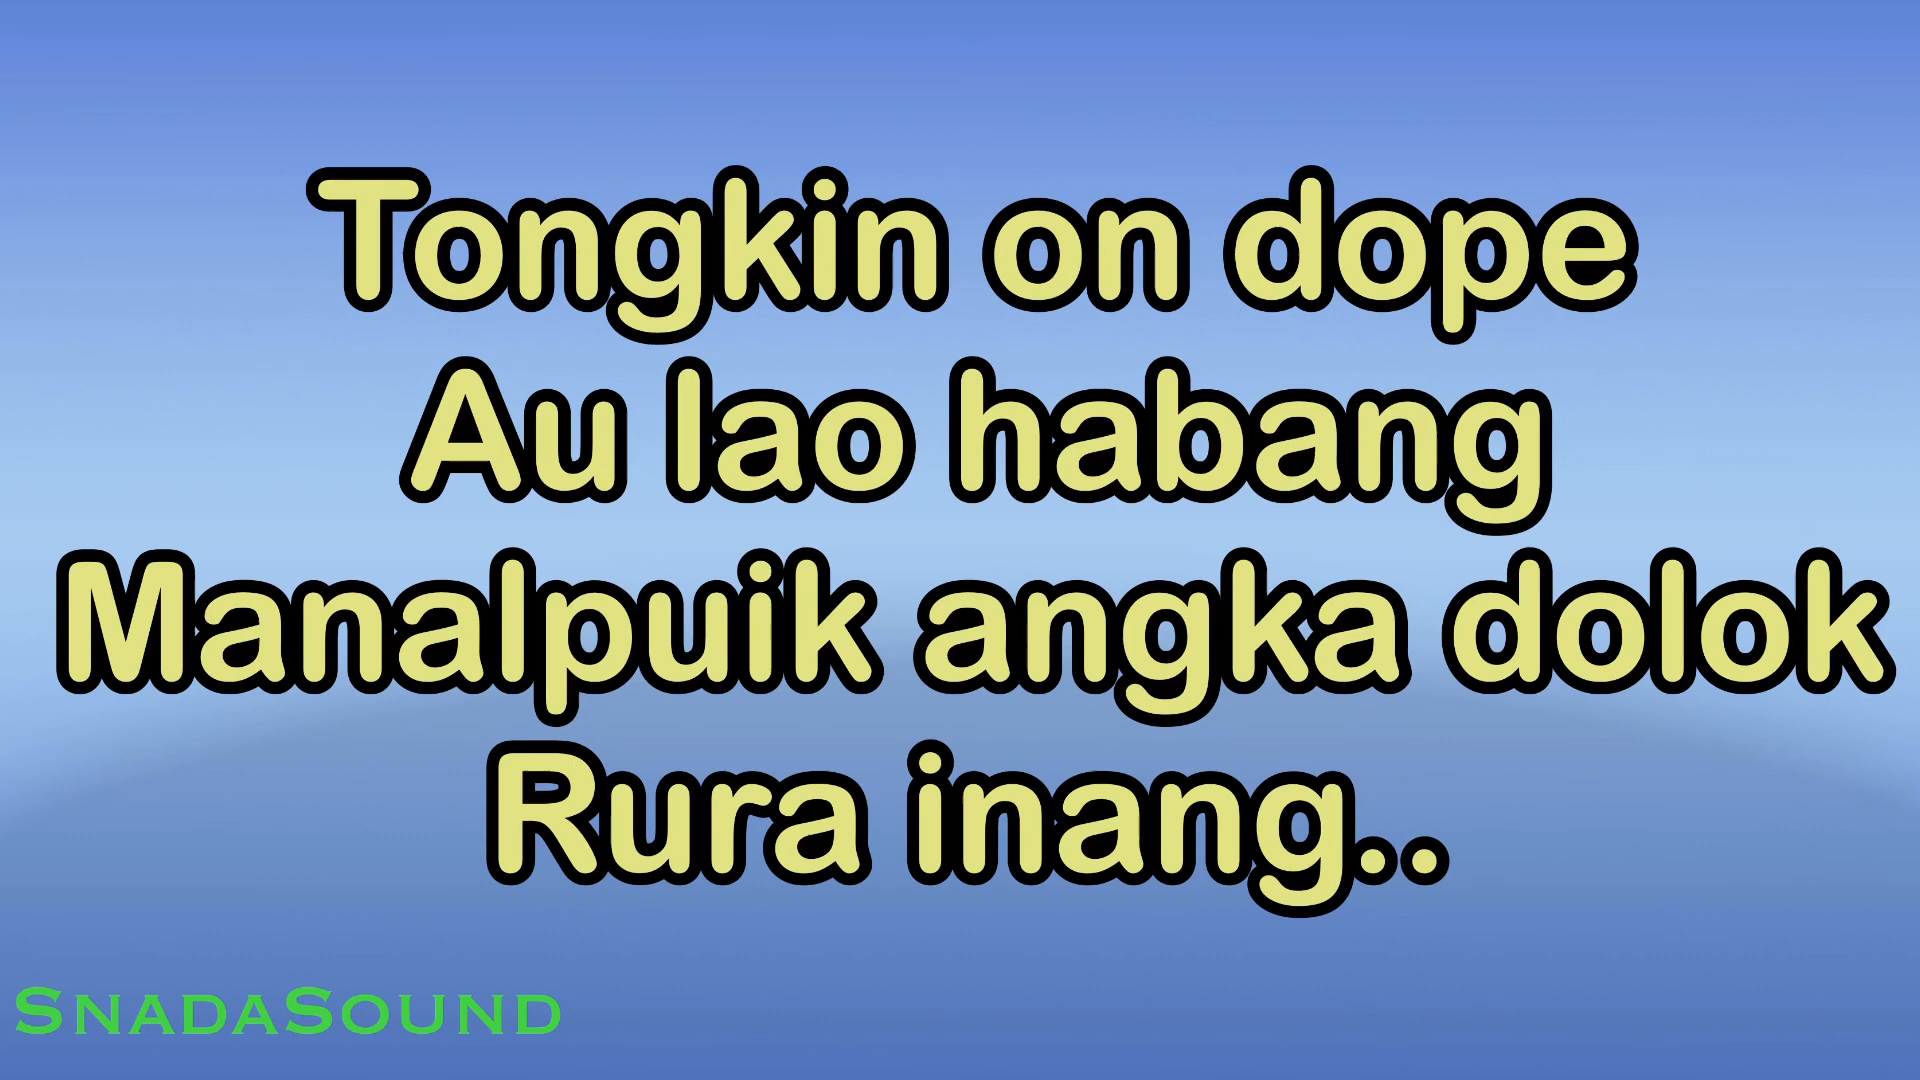 Tongkin on dope
Au lao habang
Manalpuik angka dolok
Rura inang..
SNADASOUND